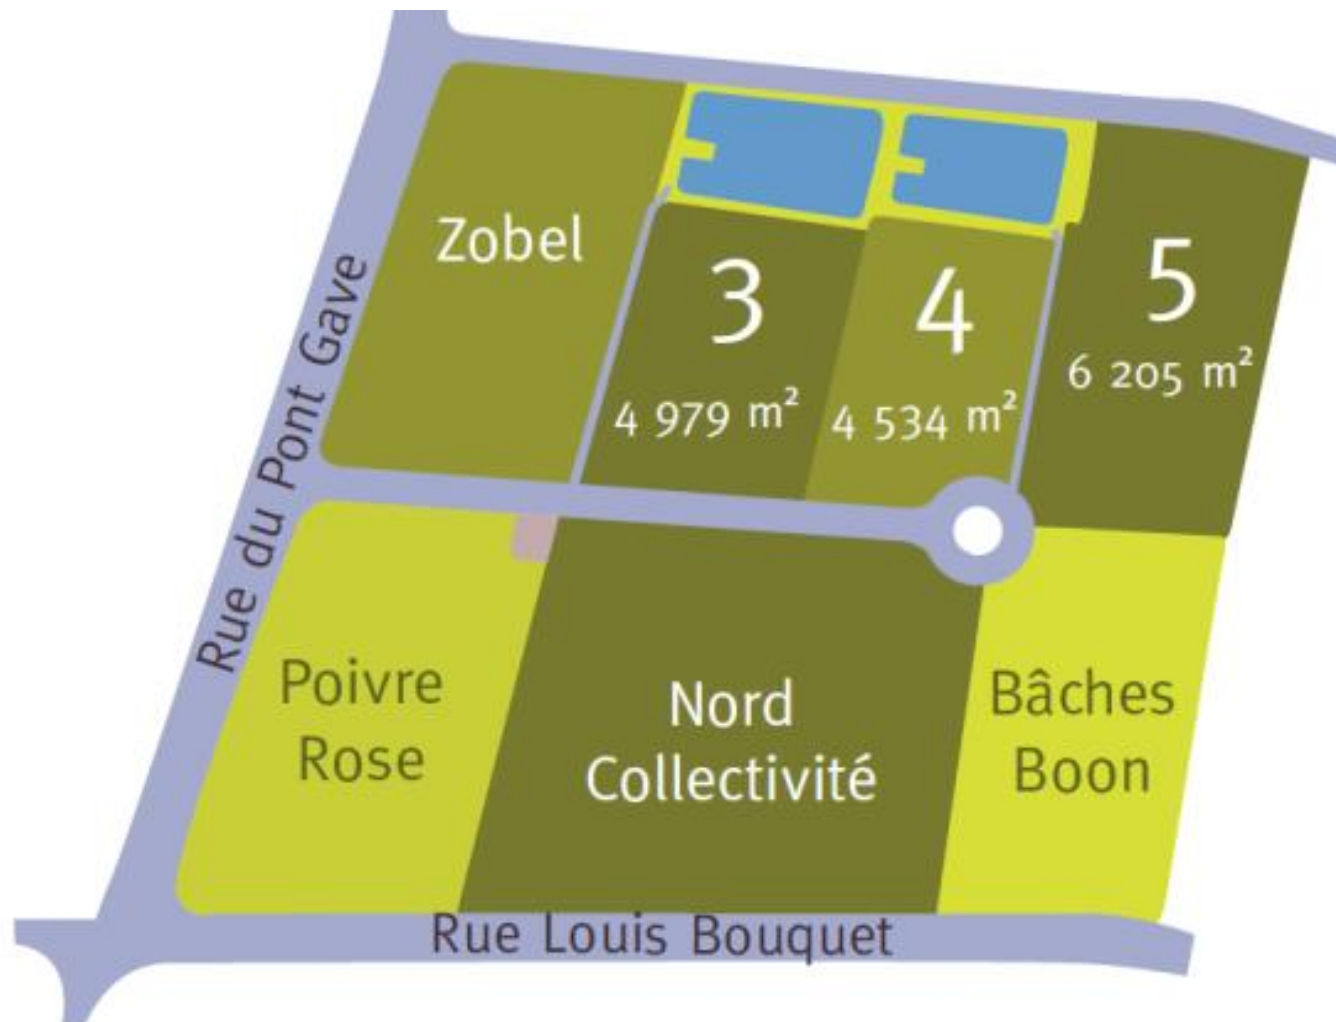 Zobel
3
4 979 m²
4
4 534 m²
5
6 205 m²
Rue du Pont Gave
Poivre
Rose
Nord
Collectivité
Bâches
Boon
Rue Louis Bouquet